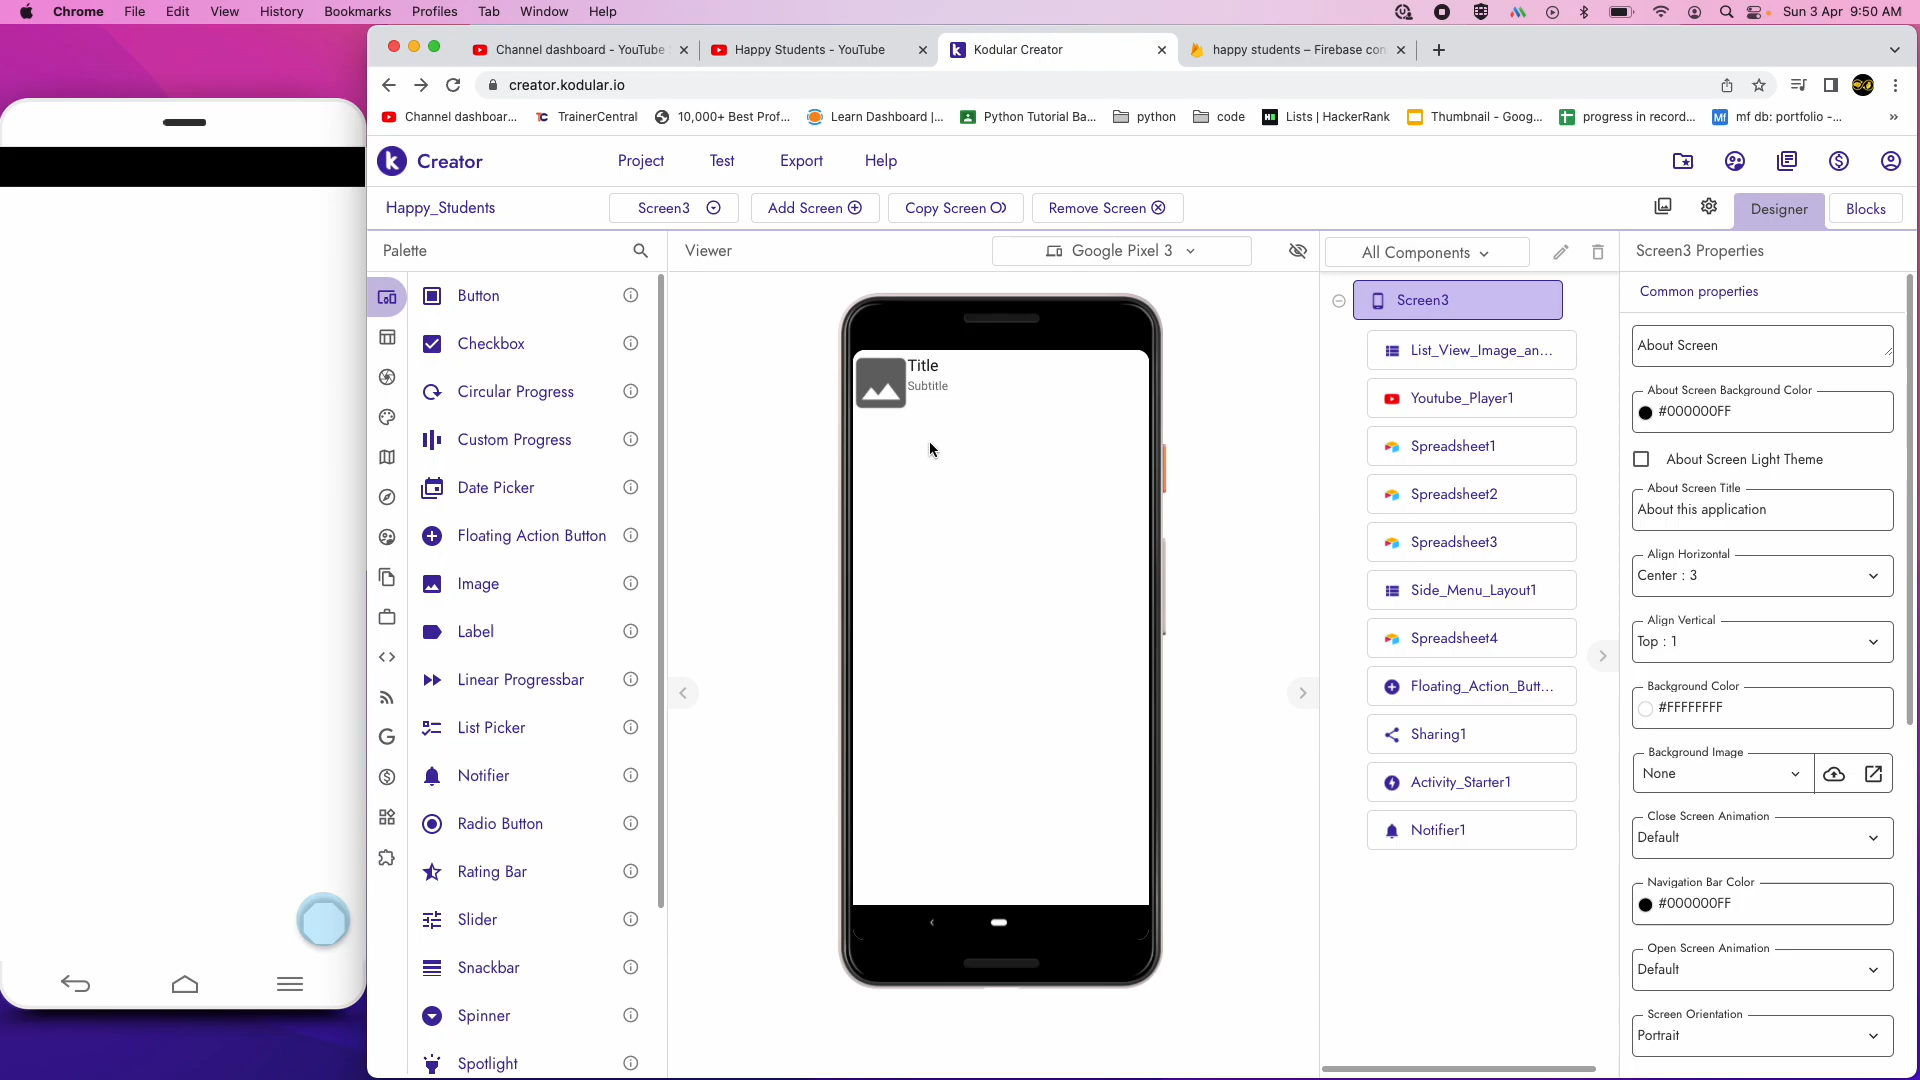 Chrome File Edit View History Bookmarks Profiles Tab Window Help Sun 3 Apr 9:50 AM
Channel dashboard - YouTube Happy Students - YouTube Kodular Creator happy students – Firebase con
creator.kodular.io
Channel dashboar... TrainerCentral 10,000+ Best Prof... Learn Dashboard |... Python Tutorial Ba... python code Lists | HackerRank Thumbnail - Goog... progress in record... mf db: portfolio -...
Creator Project Test Export Help
Happy_Students Screen3 Add Screen Copy Screen Remove Screen Designer Blocks
Palette Viewer Google Pixel 3 All Components Screen3 Properties
Button
Checkbox
Circular Progress
Custom Progress
Date Picker
Floating Action Button
Image
Label
Linear Progressbar
List Picker
Notifier
Radio Button
Rating Bar
Slider
Snackbar
Spinner
Spotlight
Title
Subtitle
Screen3
List_View_Image_an...
Youtube_Player1
Spreadsheet1
Spreadsheet2
Spreadsheet3
Side_Menu_Layout1
Spreadsheet4
Floating_Action_Butt...
Sharing1
Activity_Starter1
Notifier1
Common properties
About Screen
About Screen Background Color
#000000FF
About Screen Light Theme
About Screen Title
About this application
Align Horizontal
Center : 3
Align Vertical
Top : 1
Background Color
#FFFFFFFF
Background Image
None
Close Screen Animation
Default
Navigation Bar Color
#000000FF
Open Screen Animation
Default
Screen Orientation
Portrait